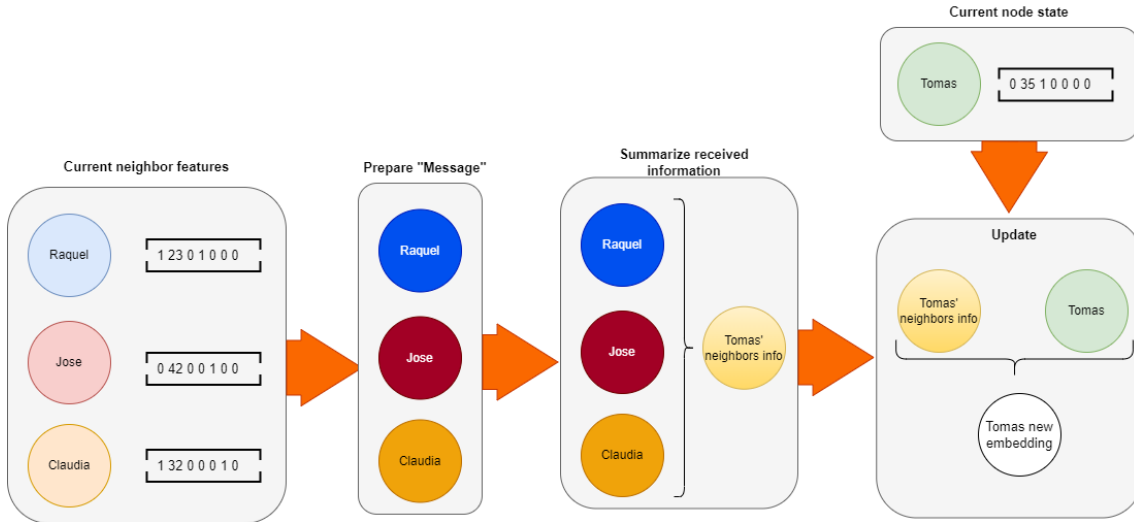 Current node state
Tomas
0 35 1 0 0 0 0
Current neighbor features
Raquel
1 23 0 1 0 0 0
Jose
0 42 0 0 1 0 0
Claudia
1 32 0 0 0 1 0
Prepare "Message"
Raquel
Jose
Claudia
Summarize received
information
Raquel
Jose
Claudia
Tomas'
neighbors info
Update
Tomas'
neighbors info
Tomas
Tomas new
embedding